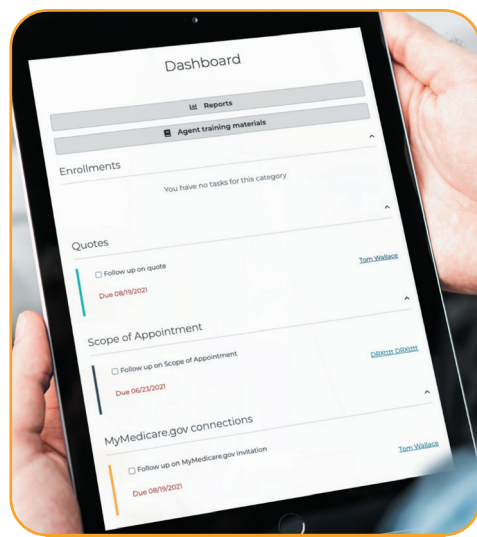 Dashboard
Reports
Agent training materials
Enrollments
You have no tasks for this category
Quotes
Follow up on quote
Tom Wallace
Due 08/19/2021
Scope of Appointment
Follow up on Scope of Appointment
DRXtttt DRXtttt
Due 06/23/2021
MyMedicare.gov connections
Follow up on MyMedicare.gov invitation
Tom Wallace
Due 08/19/2021